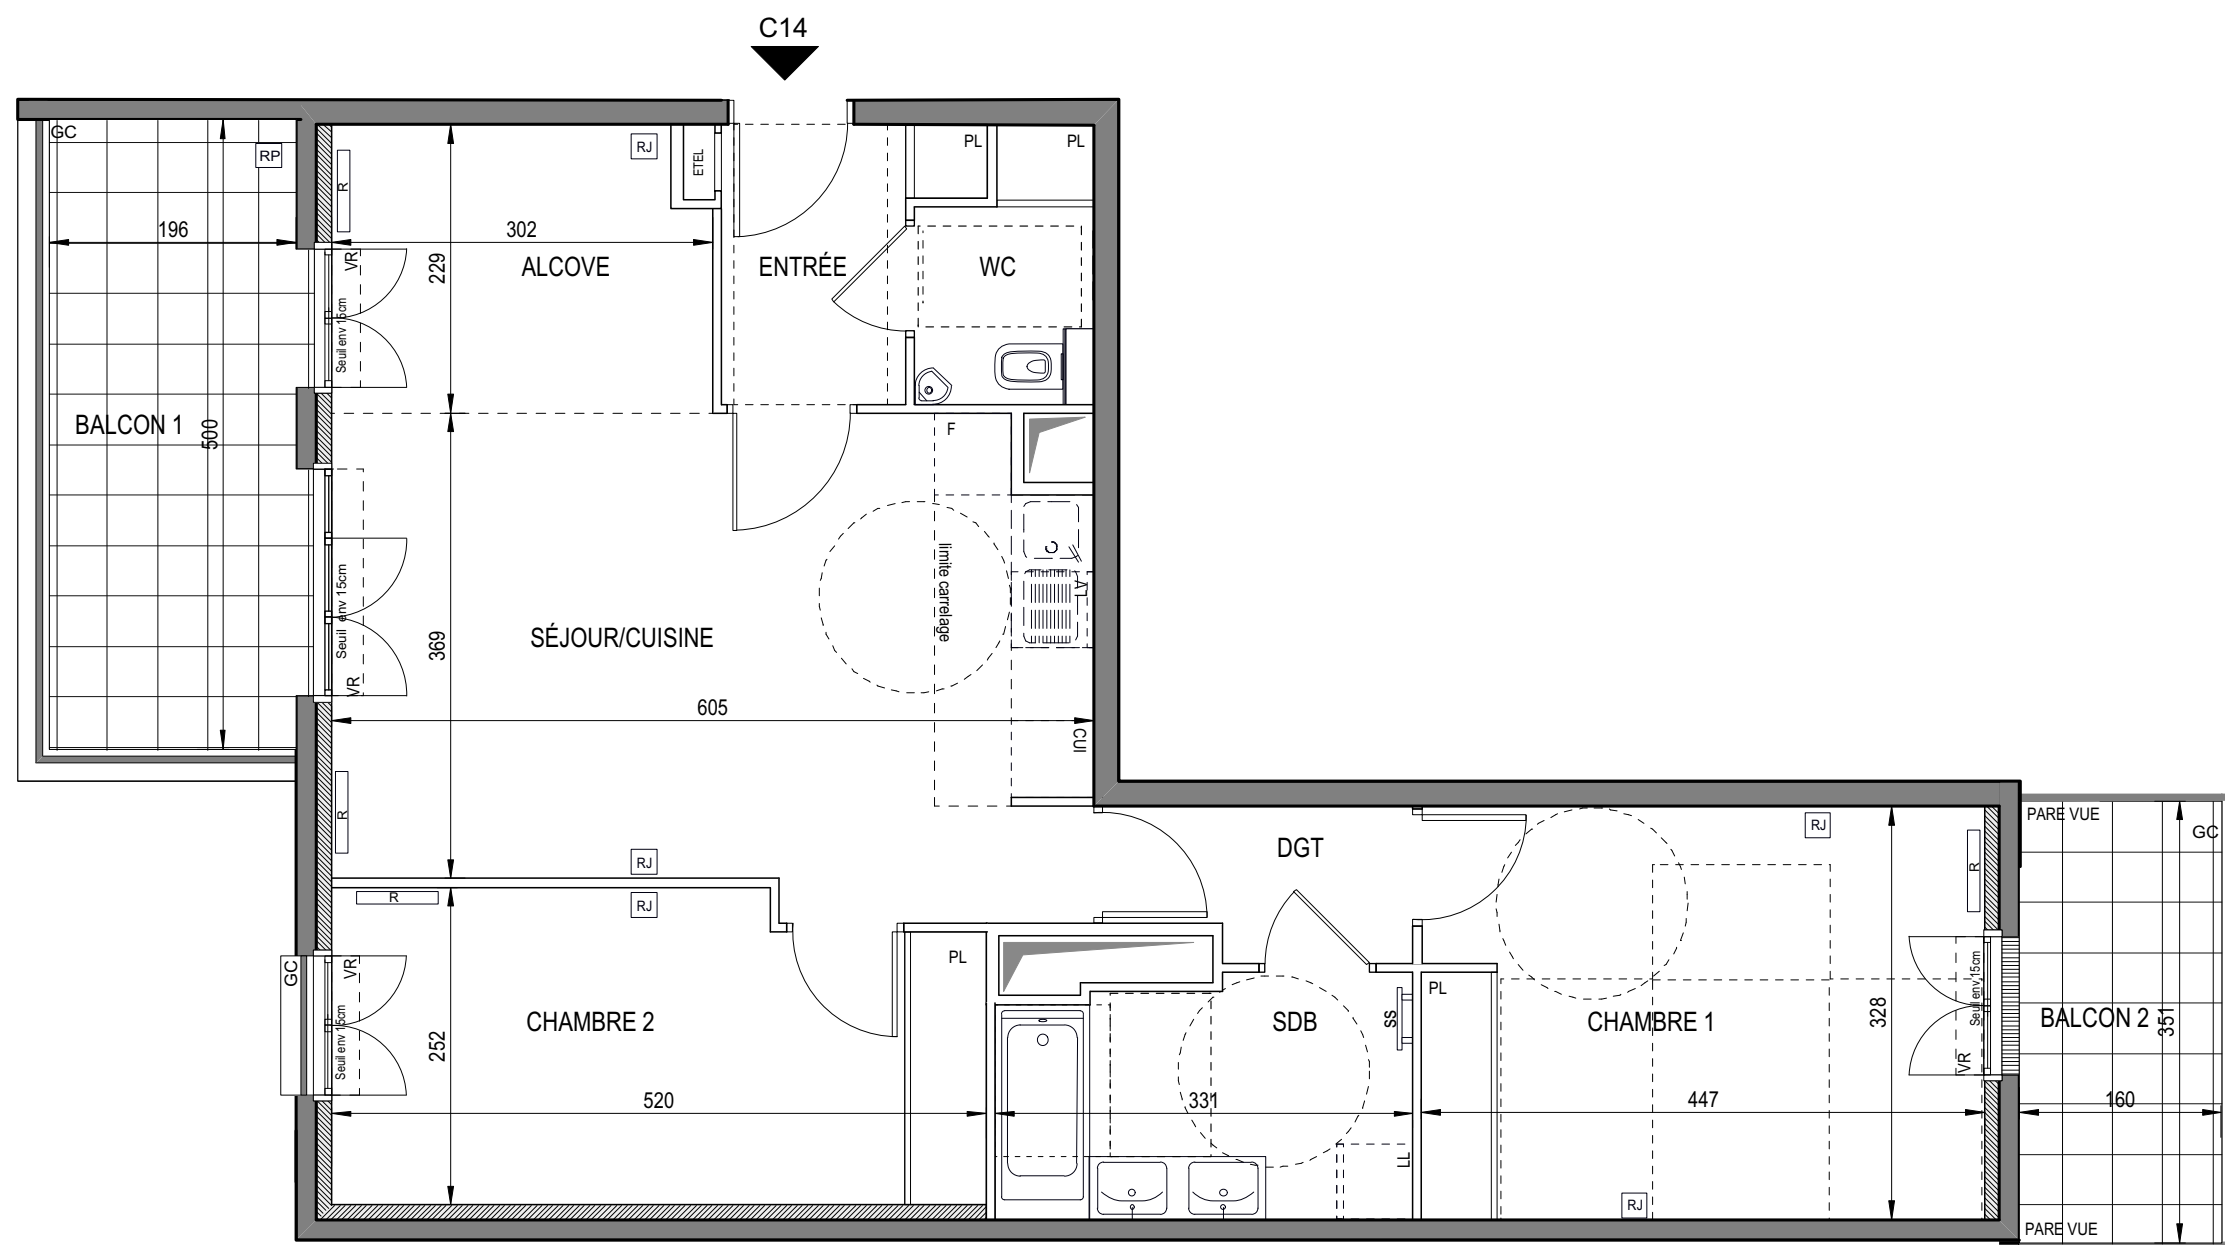 C14
GC
RP
R
RJ
ETEL
PL
PL
196
302
229
VR
Seuil env 15cm
ALCOVE
ENTRÉE
WC
BALCON 1
500
F
limite carrelage
Seuil env 15cm
VR
369
SÉJOUR/CUISINE
605
CUI
R
RJ
DGT
RJ
R
PARE VUE
GC
R
RJ
GC
VR
Seuil env 15cm
PL
CHAMBRE 2
252
520
SDB
SS
331
LL
PL
CHAMBRE 1
328
447
Seuil env 15cm
VR
BALCON 2
351
160
RJ
PARE VUE